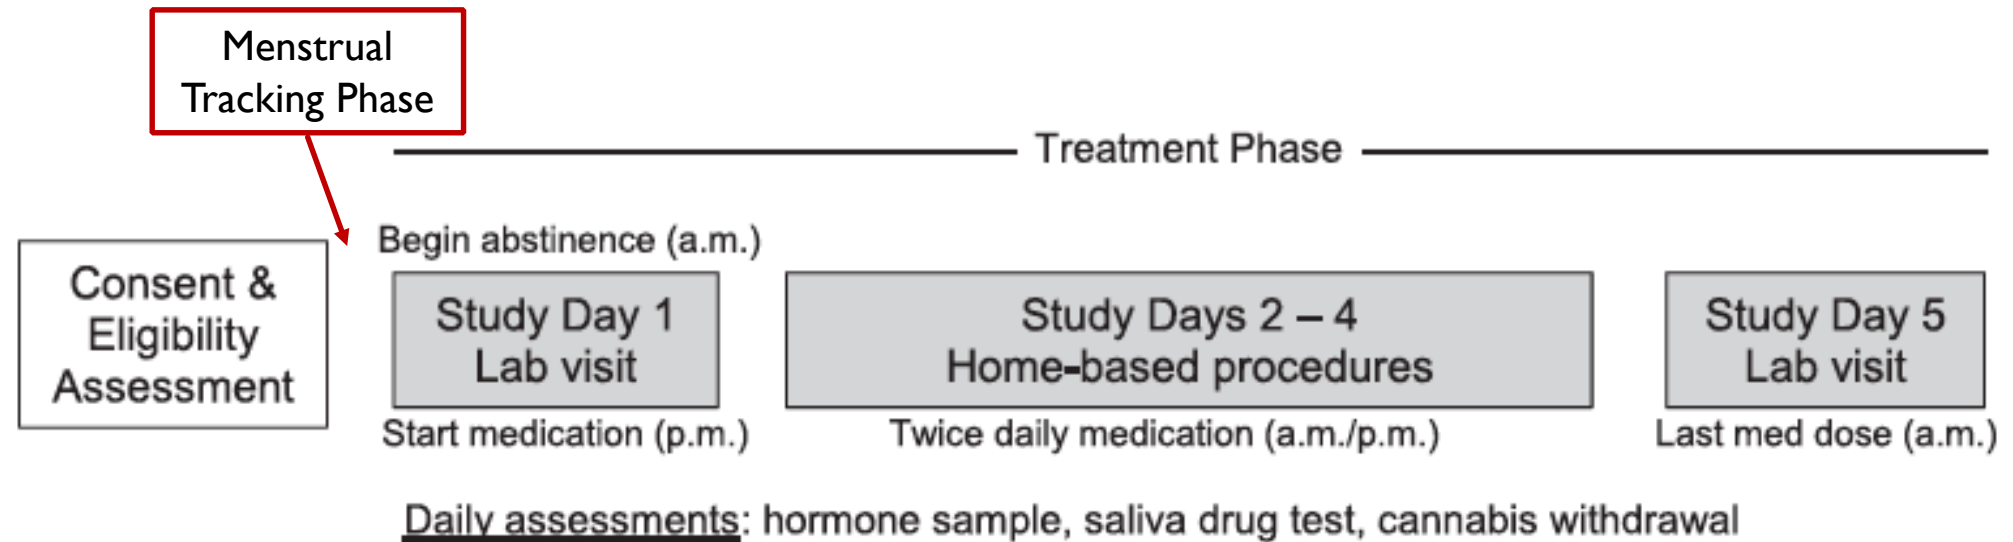 Menstrual
Tracking Phase
Treatment Phase
Begin abstinence (a.m.)
Consent &
Eligibility
Assessment
Study Day 1
Lab visit
Start medication (p.m.)
Study Days 2 – 4
Home-based procedures
Twice daily medication (a.m./p.m.)
Study Day 5
Lab visit
Last med dose (a.m.)
Daily assessments: hormone sample, saliva drug test, cannabis withdrawal